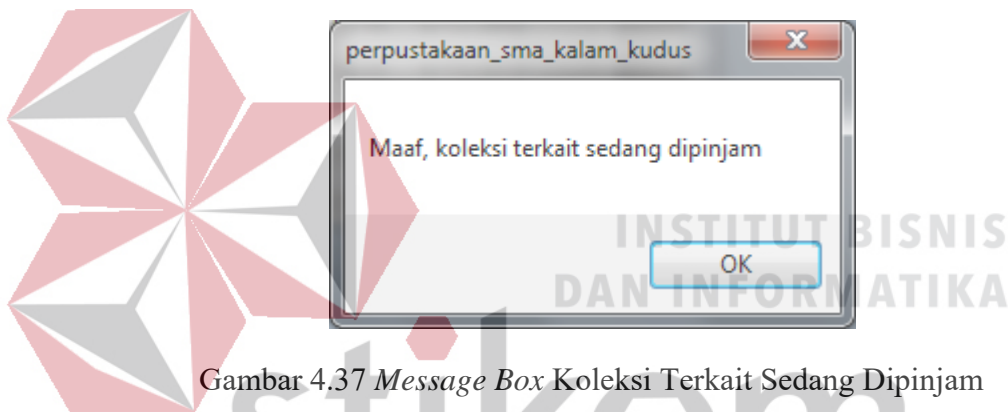 perpustakaan_sma_kalam_kudus
Maaf, koleksi terkait sedang dipinjam
INSTITUT BISNIS
OK
DAN INFORMATIKA
Gambar 4.37 Message Box Koleksi Terkait Sedang Dipinjam
stikom